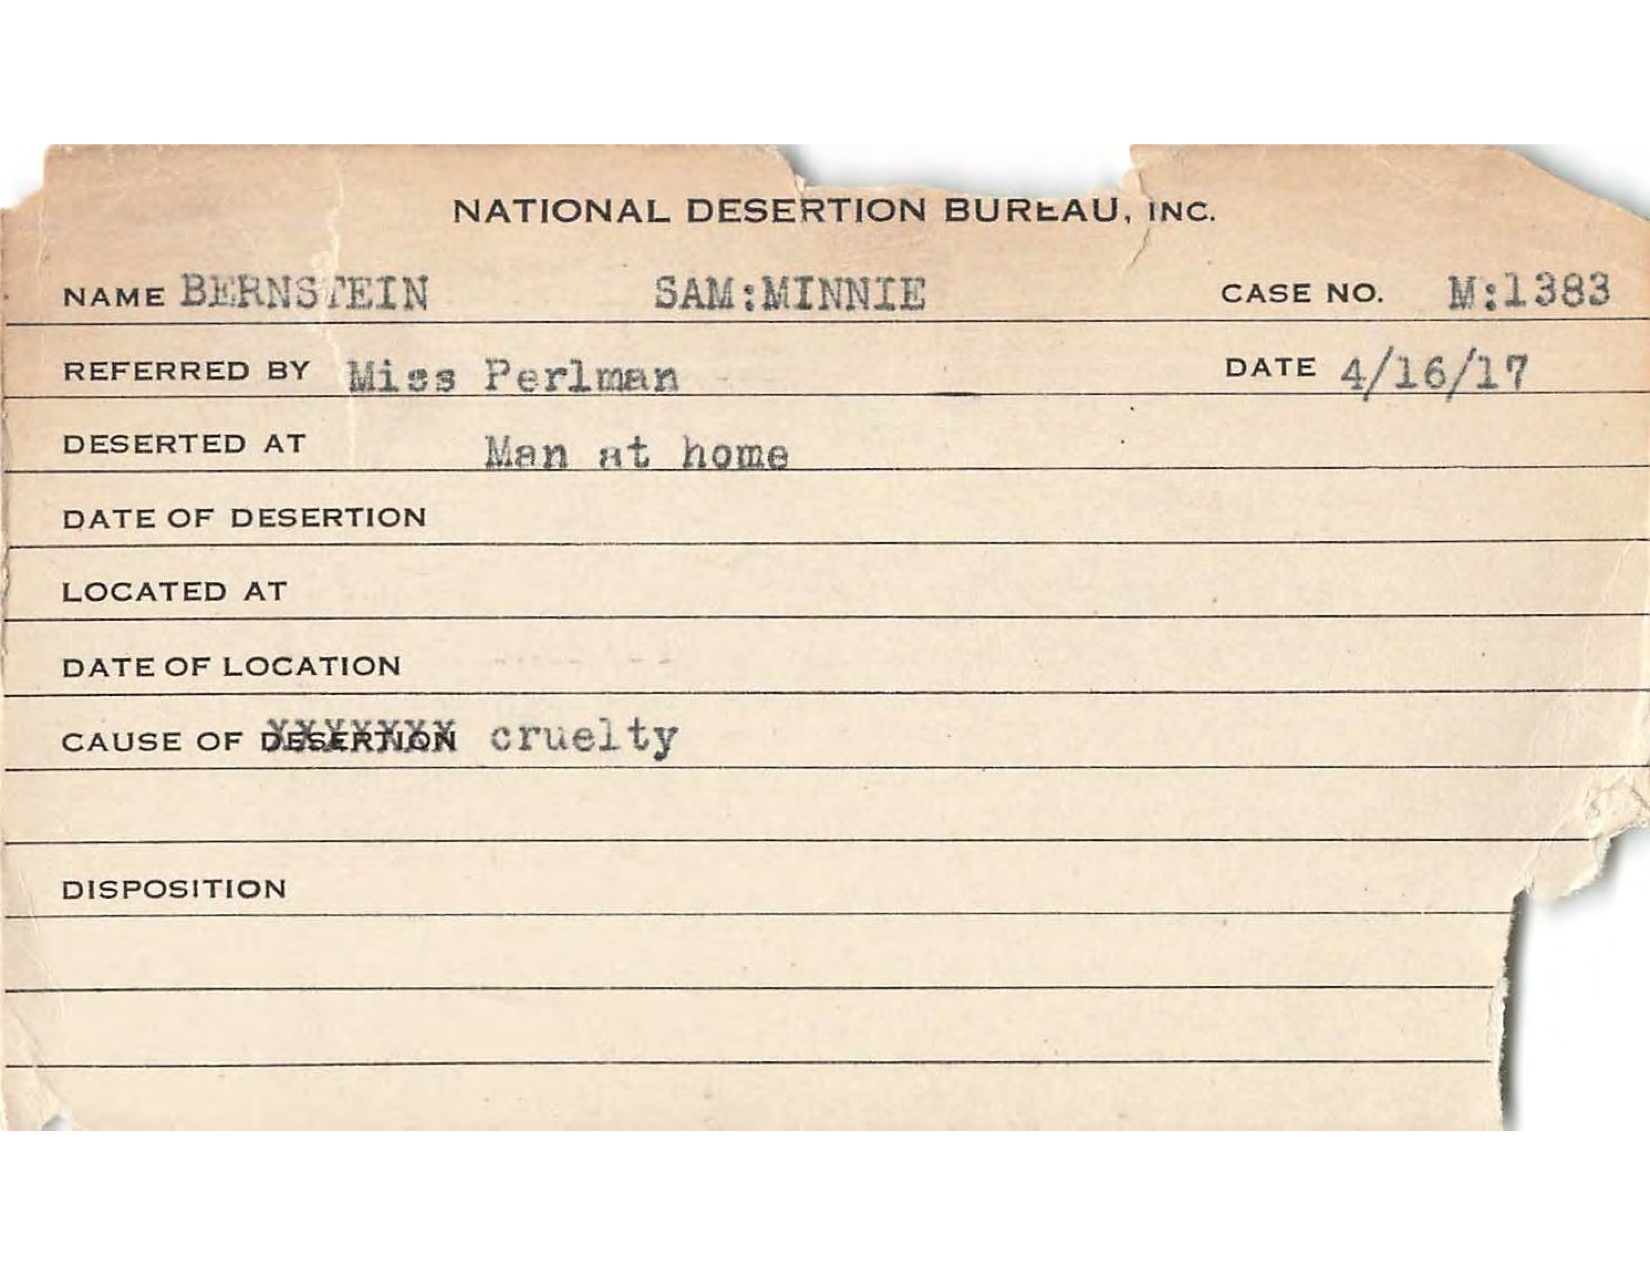 NATIONAL DESERTION BUREAU, INC.
NAME BERNSTEIN SAM:MINNIE CASE NO. M:1383
REFERRED BY Miss Perlman DATE 4/16/17
DESERTED AT Man at home
DATE OF DESERTION
LOCATED AT
DATE OF LOCATION
CAUSE OF DESERTION cruelty
DISPOSITION